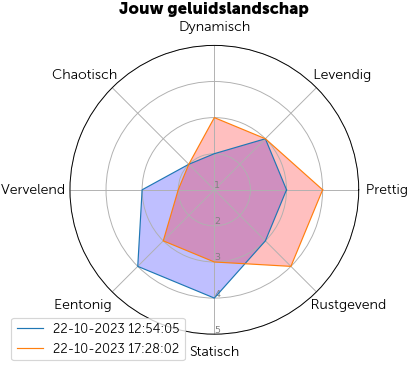 Jouw geluidslandschap
Dynamisch
Chaotisch
Levendig
Vervelend
Prettig
1
2
3
4
5
Eentonig
Rustgevend
Statisch
22-10-2023 12:54:05
22-10-2023 17:28:02